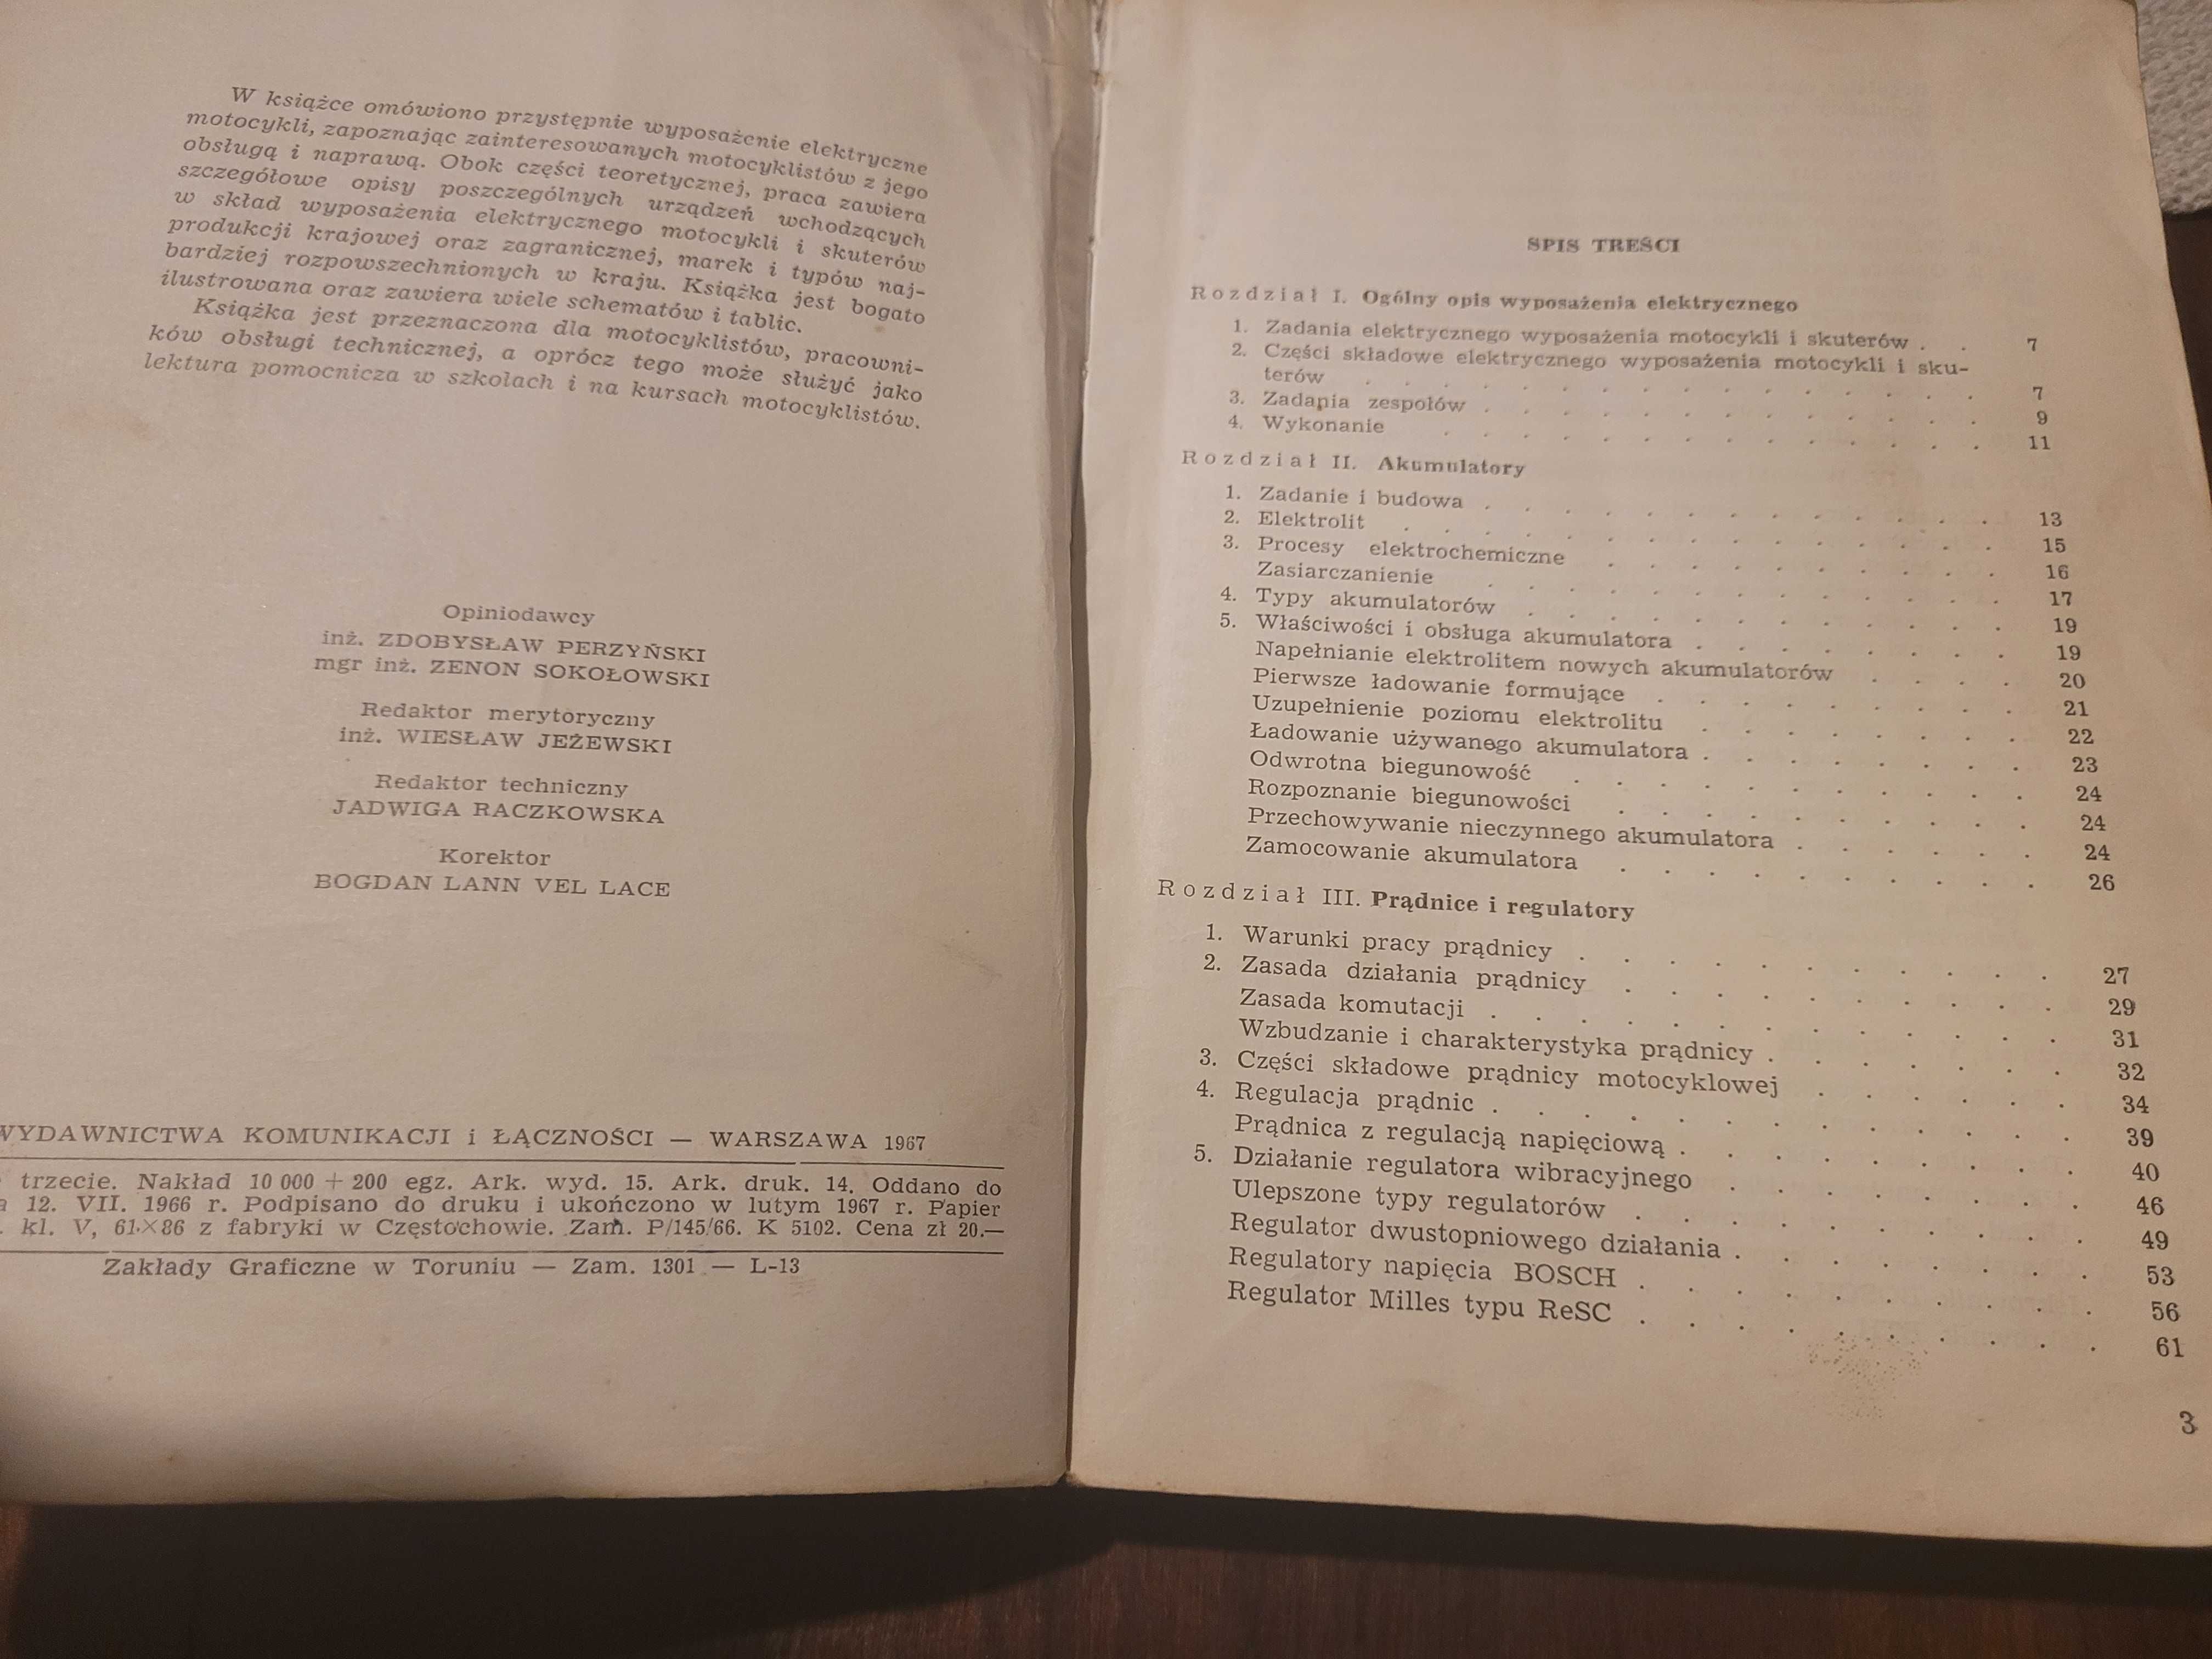 W książce omówiono przystępnie wyposażenie elektryczne
motocykli, zapoznając zainteresowanych motocyklistów z jego
obsługą i naprawą. Obok części teoretycznej, praca zawiera
szczegółowe opisy poszczególnych urządzeń wchodzących
w skład wyposażenia elektrycznego motocykli i skuterów
produkcji krajowej oraz zagranicznej, marek i typów naj-
bardziej rozpowszechnionych w kraju. Książka jest bogato
ilustrowana oraz zawiera wiele schematów i tablic.
Książka jest przeznaczona dla motocyklistów, pracowni-
ków obsługi technicznej, a oprócz tego może służyć jako
lektura pomocnicza w szkołach i na kursach motocyklistów.
Opiniodawcy
inż. ZDOBYSŁAW PERZYŃSKI
mgr inż. ZENON SOKOŁOWSKI
Redaktor merytoryczny
inż. WIESŁAW JEŻEWSKI
Redaktor techniczny
JADWIGA RACZKOWSKA
Korektor
BOGDAN LANN VEL LACE
WYDAWNICTWA KOMUNIKACJI i ŁĄCZNOŚCI — WARSZAWA 1967
trzecie. Nakład 10 000 + 200 egz. Ark. wyd. 15. Ark. druk. 14. Oddano do
12. VII. 1966 r. Podpisano do druku i ukończono w lutym 1967 r. Papier
kl. V, 61×86 z fabryki w Częstochowie. Zam. P/145/66. K 5102. Cena zł 20.—
Zakłady Graficzne w Toruniu — Zam. 1301 — L-13
SPIS TREŚCI
Rozdział I. Ogólny opis wyposażenia elektrycznego
1. Zadania elektrycznego wyposażenia motocykli i skuterów . . 7
2. Części składowe elektrycznego wyposażenia motocykli i sku-
terów . . . . . . . . . . . . . . 7
3. Zadania zespołów . . . . . . . . . . . . 9
4. Wykonanie . . . . . . . . . . . . . 11
Rozdział II. Akumulatory
1. Zadanie i budowa . . . . . . . . . . . . 13
2. Elektrolit . . . . . . . . . . . . . . 15
3. Procesy elektrochemiczne . . . . . . . . . . 16
Zasiarczanienie . . . . . . . . . . . . 17
4. Typy akumulatorów . . . . . . . . . . . 19
5. Właściwości i obsługa akumulatora . . . . . . . . 19
Napełnianie elektrolitem nowych akumulatorów . . . . 20
Pierwsze ładowanie formujące . . . . . . . . . 21
Uzupełnienie poziomu elektrolitu . . . . . . . . 22
Ładowanie używanego akumulatora . . . . . . . . 23
Odwrotna biegunowość . . . . . . . . . . . 24
Rozpoznanie biegunowości . . . . . . . . . . 24
Przechowywanie nieczynnego akumulatora . . . . . . 24
Zamocowanie akumulatora . . . . . . . . . . 26
Rozdział III. Prądnice i regulatory
1. Warunki pracy prądnicy . . . . . . . . . . . 27
2. Zasada działania prądnicy . . . . . . . . . . 29
Zasada komutacji . . . . . . . . . . . . . 31
Wzbudzanie i charakterystyka prądnicy . . . . . . . 32
3. Części składowe prądnicy motocyklowej . . . . . . 34
4. Regulacja prądnic . . . . . . . . . . . . . 39
Prądnica z regulacją napięciową . . . . . . . . . 40
5. Działanie regulatora wibracyjnego . . . . . . . . 46
Ulepszone typy regulatorów . . . . . . . . . . 49
Regulator dwustopniowego działania . . . . . . . . 53
Regulatory napięcia BOSCH . . . . . . . . . . 56
Regulator Milles typu ReSC . . . . . . . . . . 61
3